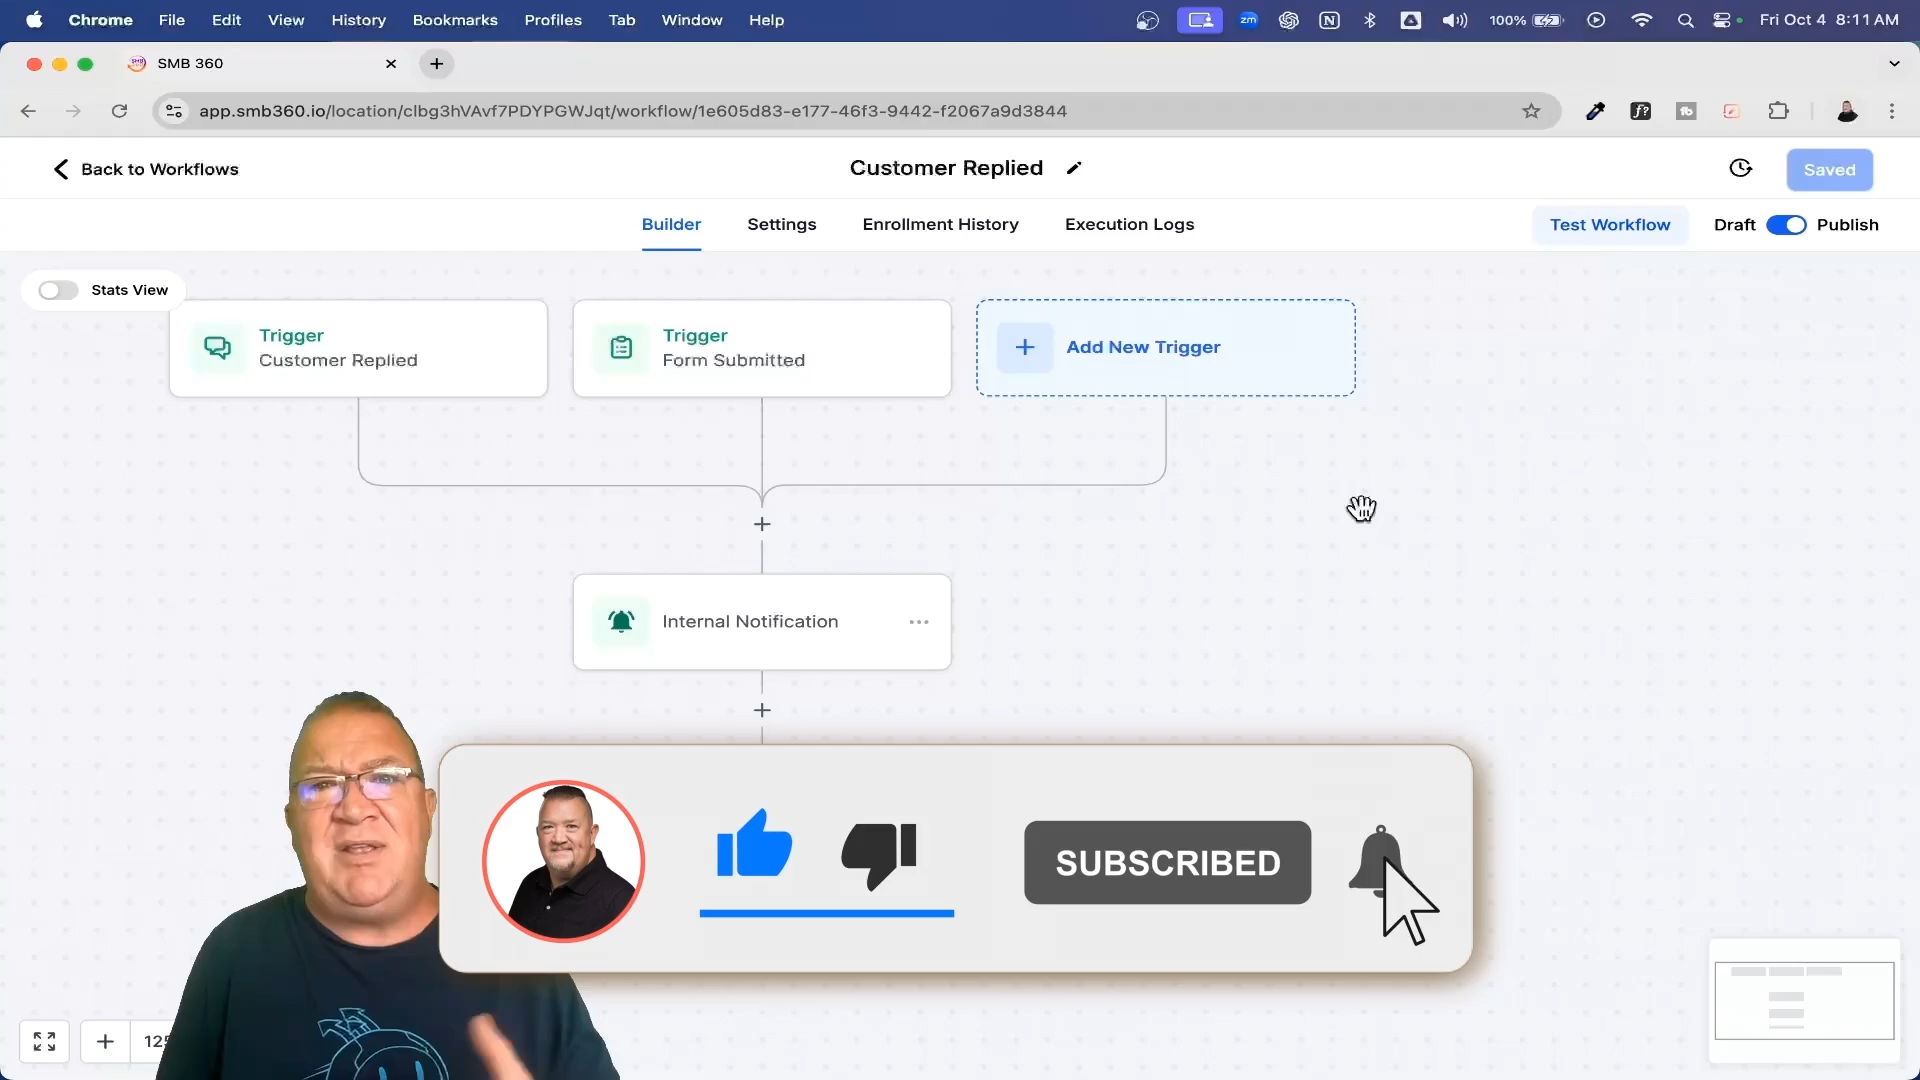 Chrome File Edit View History Bookmarks Profiles Tab Window Help
zm N 100% Fri Oct 4 8:11 AM
SMB 360
app.smb360.io/location/clbg3hVAvf7PDYPGWJqt/workflow/1e605d83-e177-46f3-9442-f2067a9d3844
f? tb
Back to Workflows
Customer Replied
Saved
Builder Settings Enrollment History Execution Logs
Test Workflow Draft Publish
Stats View
Trigger
Customer Replied
Trigger
Form Submitted
Add New Trigger
Internal Notification
SUBSCRIBED